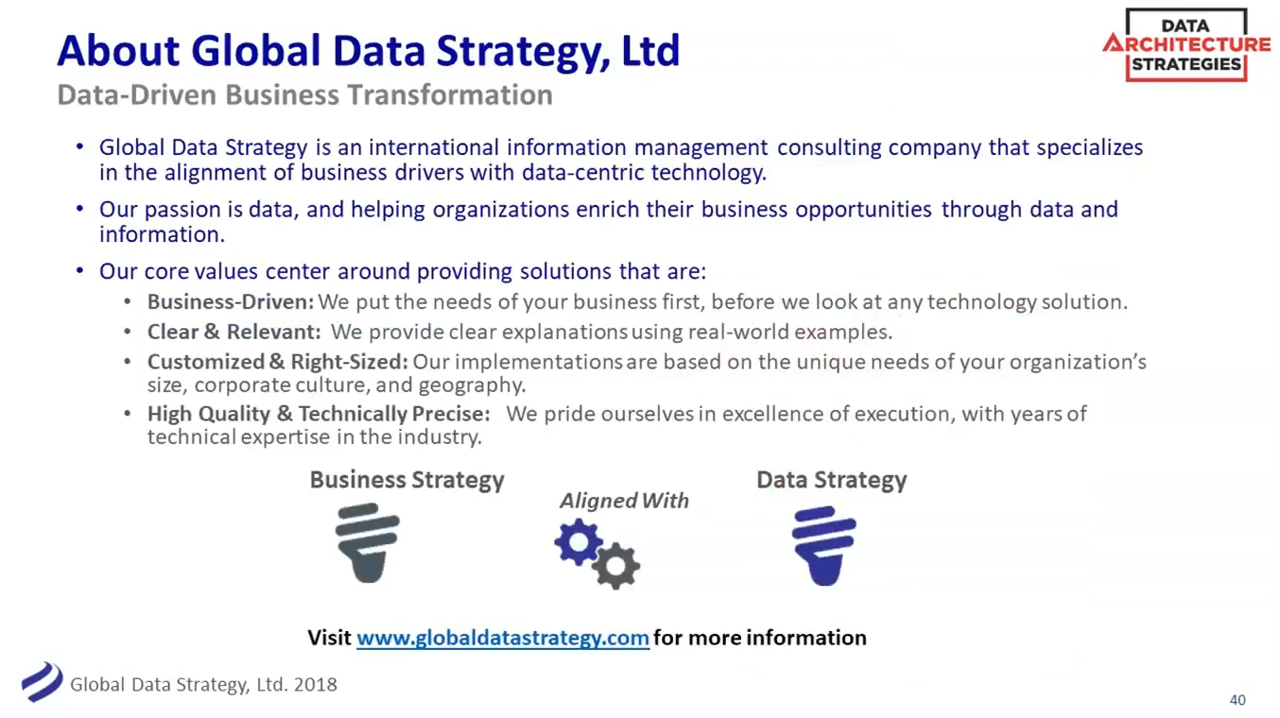 About Global Data Strategy, Ltd
DATA
ARCHITECTURE
STRATEGIES
Data-Driven Business Transformation
• Global Data Strategy is an international information management consulting company that specializes
in the alignment of business drivers with data-centric technology.
• Our passion is data, and helping organizations enrich their business opportunities through data and
information.
• Our core values center around providing solutions that are:
• Business-Driven: We put the needs of your business first, before we look at any technology solution.
• Clear & Relevant: We provide clear explanations using real-world examples.
• Customized & Right-Sized: Our implementations are based on the unique needs of your organization’s
size, corporate culture, and geography.
• High Quality & Technically Precise: We pride ourselves in excellence of execution, with years of
technical expertise in the industry.
Business Strategy
Aligned With
Data Strategy
Visit www.globaldatastrategy.com for more information
Global Data Strategy, Ltd. 2018
40